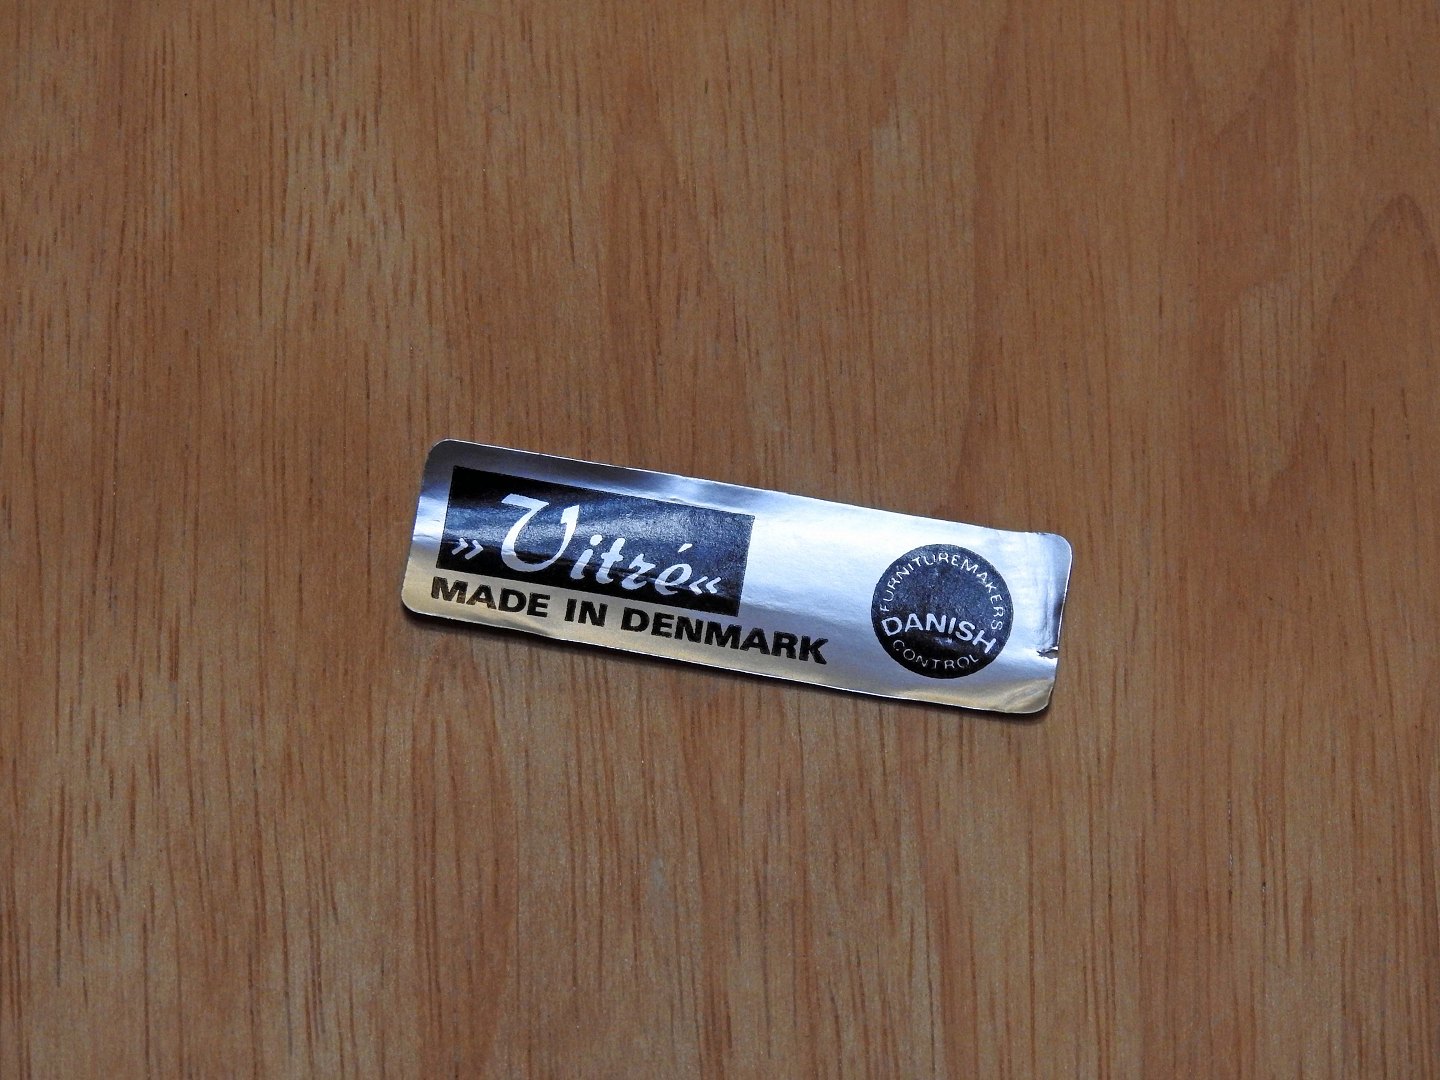 »Vitré«
MADE IN DENMARK
FURNITUREMAKERS
DANISH
CONTROL